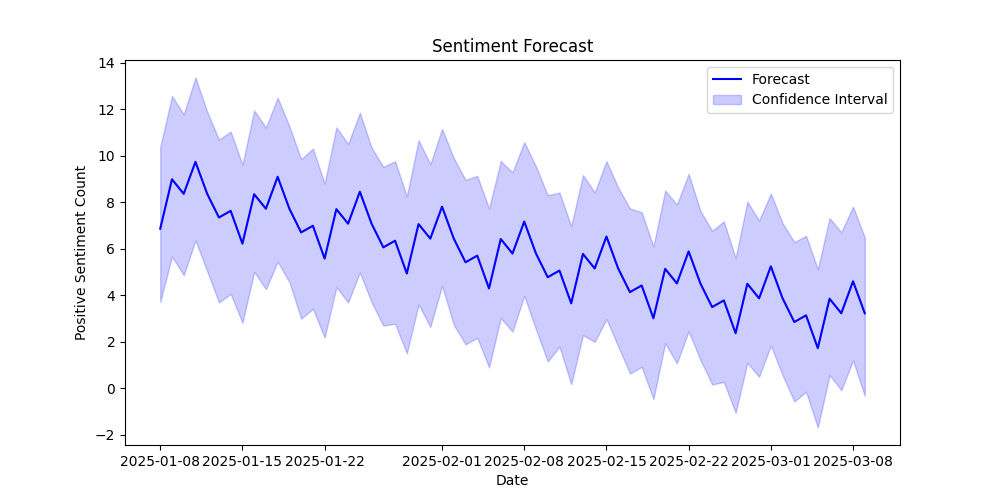 Sentiment Forecast
Forecast
Confidence Interval
Positive Sentiment Count
14
12
10
8
6
4
2
0
−2
2025-01-08 2025-01-15 2025-01-22 2025-02-01 2025-02-08 2025-02-15 2025-02-22 2025-03-01 2025-03-08
Date